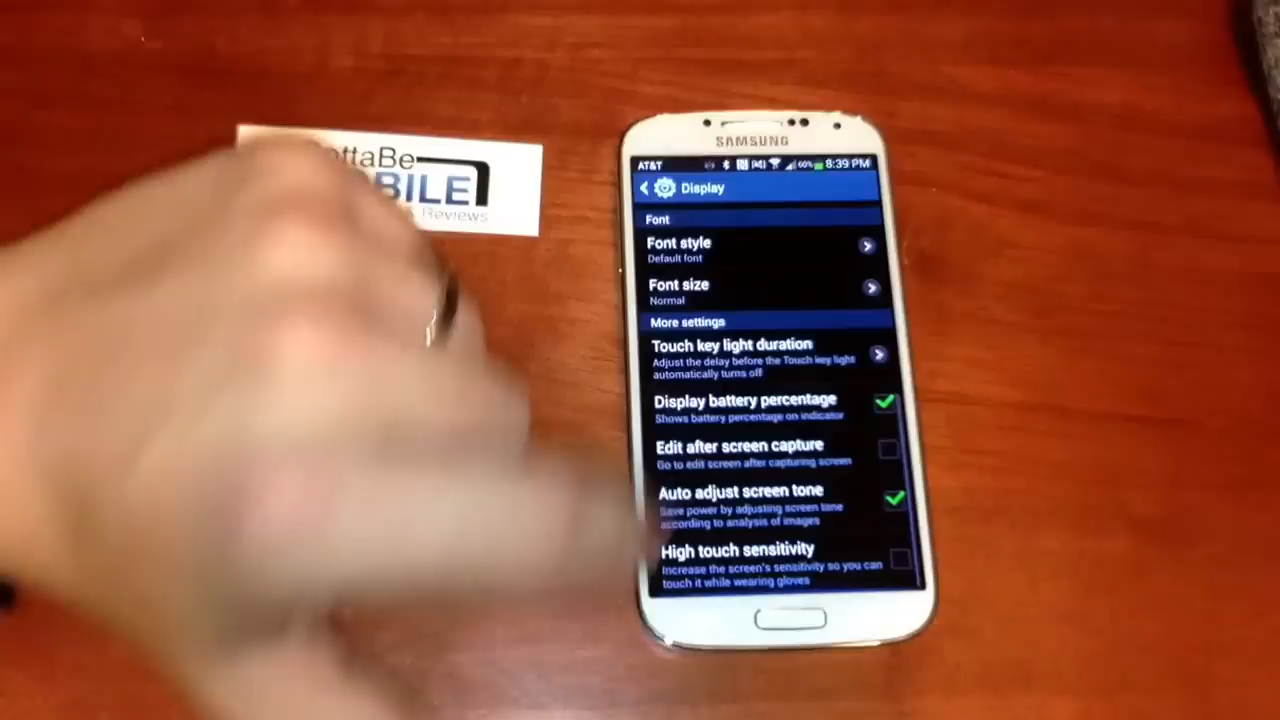 ttaBe
BILE
Reviews
SAMSUNG
AT&T 60% 8:39 PM
Display
Font
Font style
Default font
Font size
Normal
More settings
Touch key light duration
Adjust the delay before the Touch key light
automatically turns off
Display battery percentage
Shows battery percentage on indicator
Edit after screen capture
Go to edit screen after capturing screen
Auto adjust screen tone
Save power by adjusting screen tone
according to analysis of images
High touch sensitivity
Increase the screen's sensitivity so you can
touch it while wearing gloves